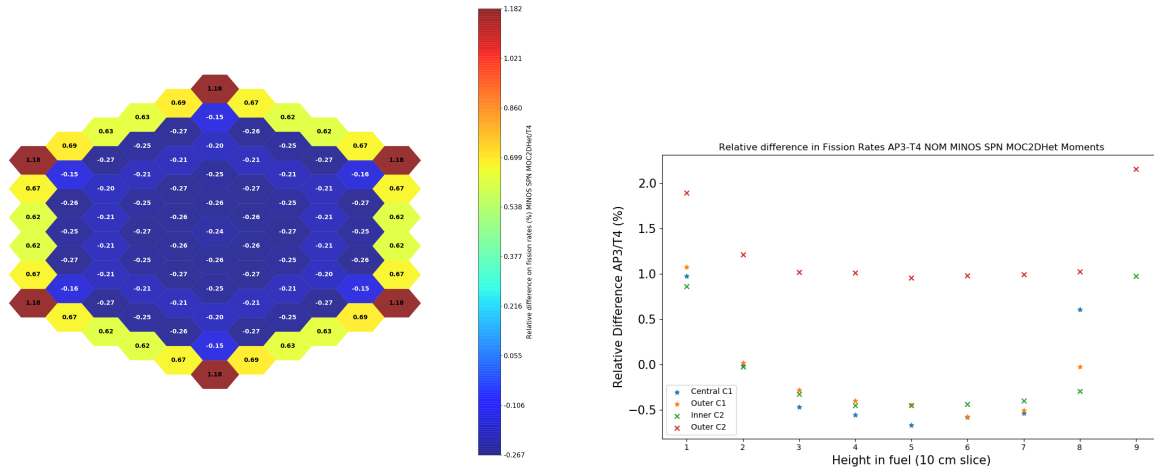 1.18
0.69 0.67
0.63 -0.15 0.62
0.63 -0.27 -0.26 0.62
0.69 -0.25 -0.20 -0.27 0.67
1.18 -0.27 -0.21 -0.21 -0.25 1.18
-0.15 -0.21 -0.25 -0.21 -0.16
0.67 -0.20 -0.26 -0.26 -0.21 0.67
-0.26 -0.25 -0.27 -0.25 -0.27
0.62 -0.21 -0.27 -0.26 -0.21 0.62
-0.25 -0.27 -0.26 -0.27 -0.25
0.62 -0.21 -0.26 -0.27 -0.21 0.62
-0.27 -0.25 -0.26 -0.25 -0.26
0.67 -0.21 -0.26 -0.26 -0.20 0.67
-0.16 -0.21 -0.25 -0.21 -0.15
1.18 -0.25 -0.21 -0.21 -0.27 1.18
0.67 -0.27 -0.20 -0.25 0.69
0.62 -0.26 -0.27 0.63
0.62 -0.15 0.63
0.67 0.69
1.18
1.182
1.021
0.860
0.699
0.538
0.377
0.216
0.055
-0.106
-0.267
Relative difference on fission rates (%) MINOS SPN MOC2DHet/T4
Relative difference in Fission Rates AP3-T4 NOM MINOS SPN MOC2DHet Moments
Relative Difference AP3/T4 (%)
2.0
1.5
1.0
0.5
0.0
−0.5
Central C1
Outer C1
Inner C2
Outer C2
1 2 3 4 5 6 7 8 9
Height in fuel (10 cm slice)